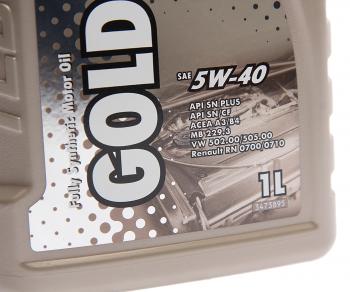 GOLD
Fully Synthetic Motor Oil
SAE 5W-40
API SN PLUS
API SN/CF
ACEA A3/B4
MB 229.3
VW 502.00 505.00
Renault RN 0700 0710
1L
3473895